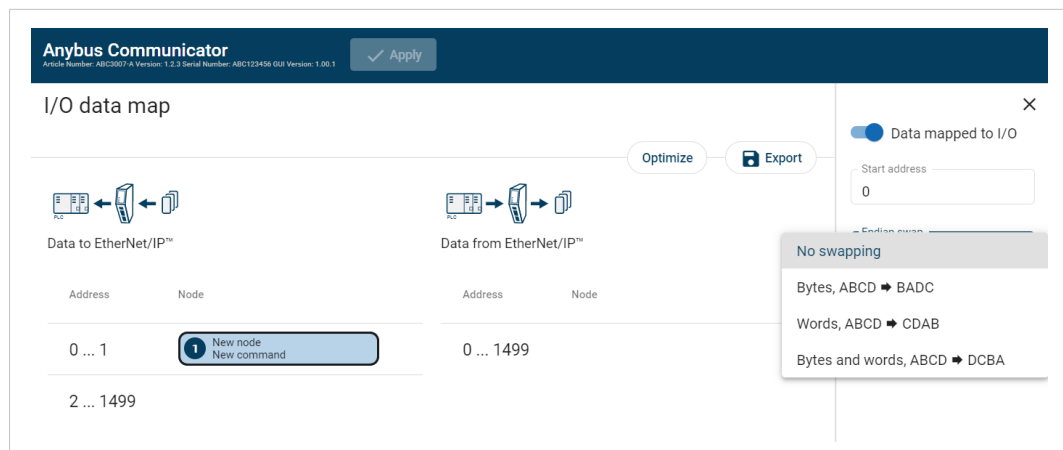 Anybus Communicator
Article Number: ABC3007-A Version: 1.2.3 Serial Number: ABC123456 GUI Version: 1.00.1
Apply
I/O data map
Data mapped to I/O
Optimize
Export
Start address
0
PLC
PLC
Data to EtherNet/IP™
Data from EtherNet/IP™
Endian swap
No swapping
Bytes, ABCD ➡ BADC
Words, ABCD ➡ CDAB
Bytes and words, ABCD ➡ DCBA
Address Node
Address Node
0 ... 1
1
New node
New command
0 ... 1499
2 ... 1499